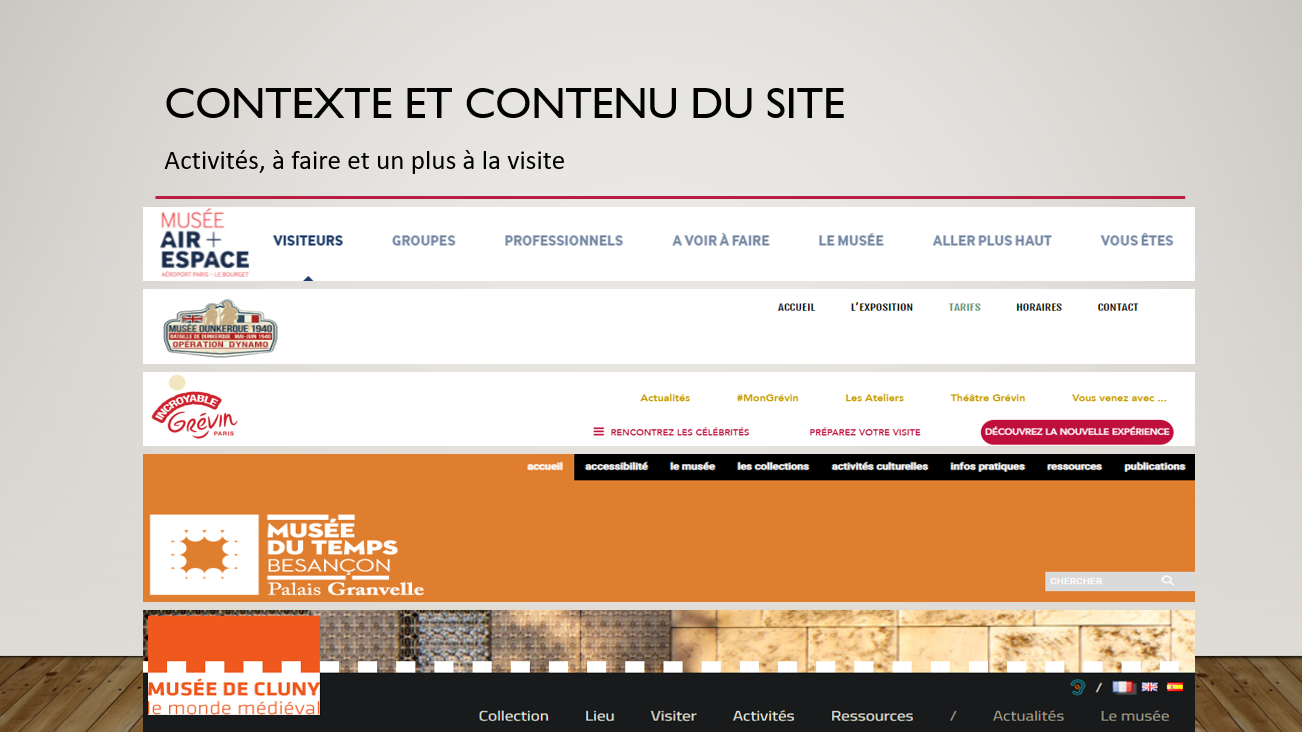 CONTEXTE ET CONTENU DU SITE
Activités, à faire et un plus à la visite
MUSÉE
AIR +
ESPACE
AÉROPORT PARIS – LE BOURGET
VISITEURS GROUPES PROFESSIONNELS A VOIR À FAIRE LE MUSÉE ALLER PLUS HAUT VOUS ÊTES
MUSÉE DUNKERQUE 1940
BATAILLE DE DUNKERQUE MAI-JUIN 1940
OPÉRATION DYNAMO
ACCUEIL L'EXPOSITION TARIFS HORAIRES CONTACT
INCROYABLE
Grévin
PARIS
Actualités #MonGrévin Les Ateliers Théâtre Grévin Vous venez avec ...
RENCONTREZ LES CÉLÉBRITÉS PRÉPAREZ VOTRE VISITE DÉCOUVREZ LA NOUVELLE EXPÉRIENCE
accueil accessibilité le musée les collections activités culturelles infos pratiques ressources publications
MUSÉE
DU TEMPS
BESANÇON
Palais Granvelle
CHERCHER
MUSÉE DE CLUNY
le monde médiéval
/
Collection Lieu Visiter Activités Ressources / Actualités Le musée